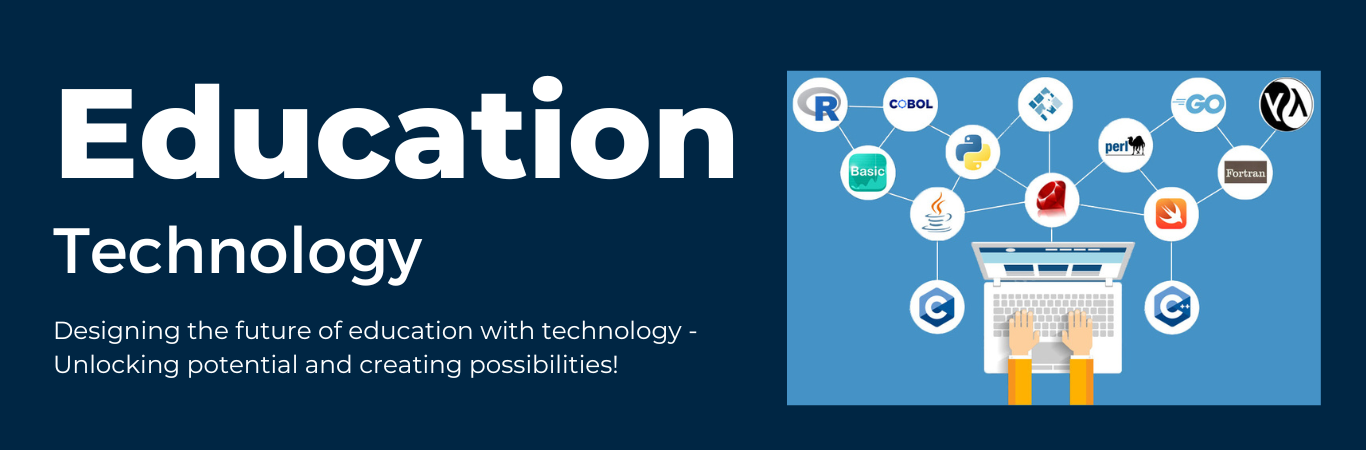 Education
Technology
Designing the future of education with technology -
Unlocking potential and creating possibilities!
R
COBOL
GO
Basic
perl
Fortran
C
C++